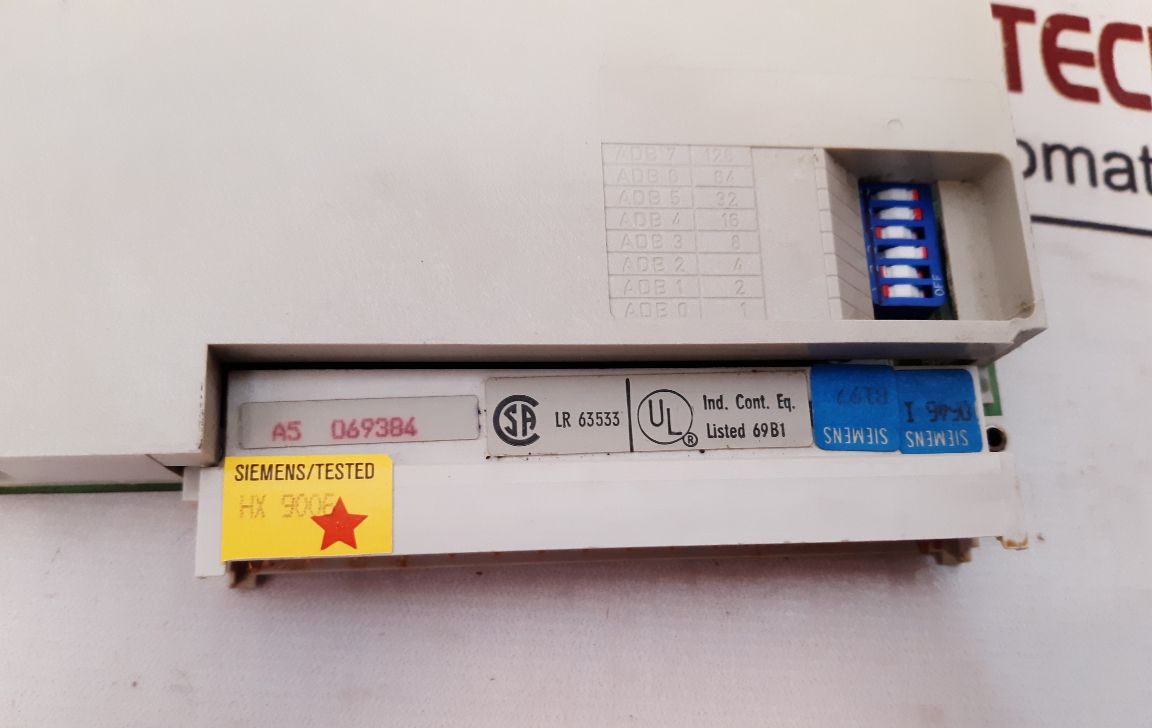 TEC
omat
ADB 7 128
ADB 6 64
ADB 5 32
ADB 4 16
ADB 3 8
ADB 2 4
ADB 1 2
ADB 0 1
OFF
A5 069384
SA
LR 63533
UL
®
Ind. Cont. Eq.
Listed 69B1
SIEMENS
SIEMENS
SIEMENS/TESTED
HX 9006